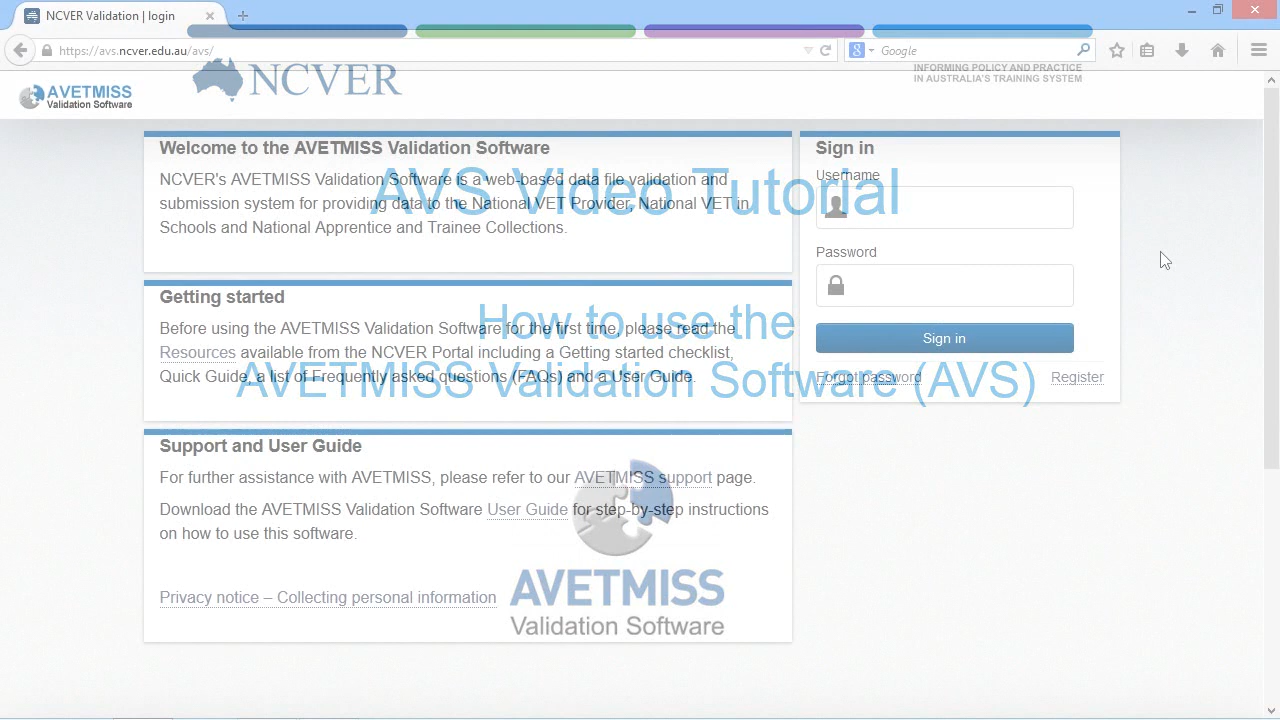 NCVER Validation | login
https://avs.ncver.edu.au/avs/
Google
NCVER
INFORMING POLICY AND PRACTICE
IN AUSTRALIA'S TRAINING SYSTEM
AVETMISS
Validation Software
Welcome to the AVETMISS Validation Software
NCVER's AVETMISS Validation Software is a web-based data file validation and
submission system for providing data to the National VET Provider, National VET in
Schools and National Apprentice and Trainee Collections.
AVS Video Tutorial
Sign in
Username
Password
Sign in
Forgot password
Register
Getting started
Before using the AVETMISS Validation Software for the first time, please read the
Resources available from the NCVER Portal including a Getting started checklist,
Quick Guide, a list of Frequently asked questions (FAQs) and a User Guide.
How to use the
AVETMISS Validation Software (AVS)
Support and User Guide
For further assistance with AVETMISS, please refer to our AVETMISS support page.
Download the AVETMISS Validation Software User Guide for step-by-step instructions
on how to use this software.
Privacy notice – Collecting personal information
AVETMISS
Validation Software